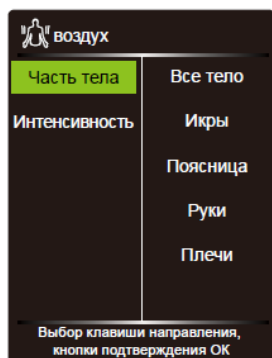 воздух
Часть тела
Все тело
Интенсивность
Икры
Поясница
Руки
Плечи
Выбор клавиши направления,
кнопки подтверждения ОК